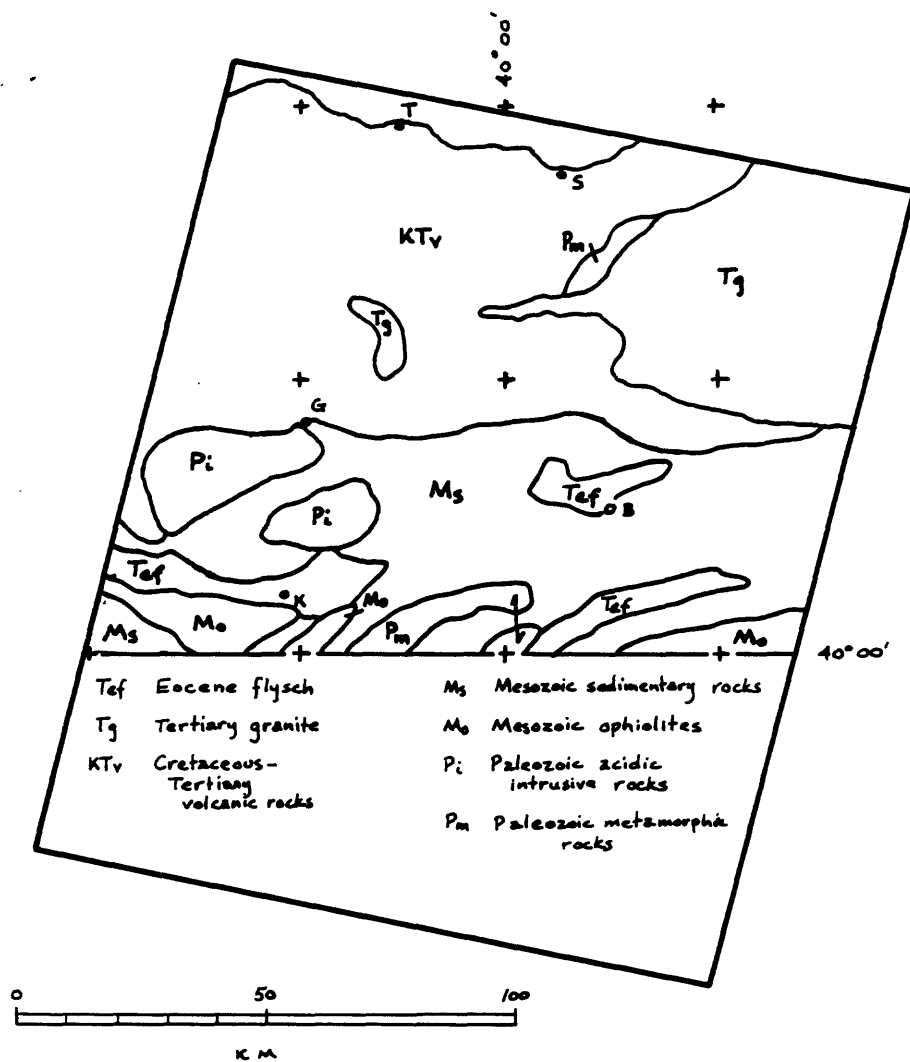 40°00'
T
S
KTv
Pm
Tg
Tg
G
Pi
Ms
Pi
Tef
B
Tef
K
Mo
Tef
Ms
Mo
Pm
Mo
40°00'
Tef Eocene flysch
Tg Tertiary granite
KTv Cretaceous-
Tertiary
volcanic rocks
Ms Mesozoic sedimentary rocks
Mo Mesozoic ophiolites
Pi Paleozoic acidic
intrusive rocks
Pm Paleozoic metamorphic
rocks
0 50 100
KM